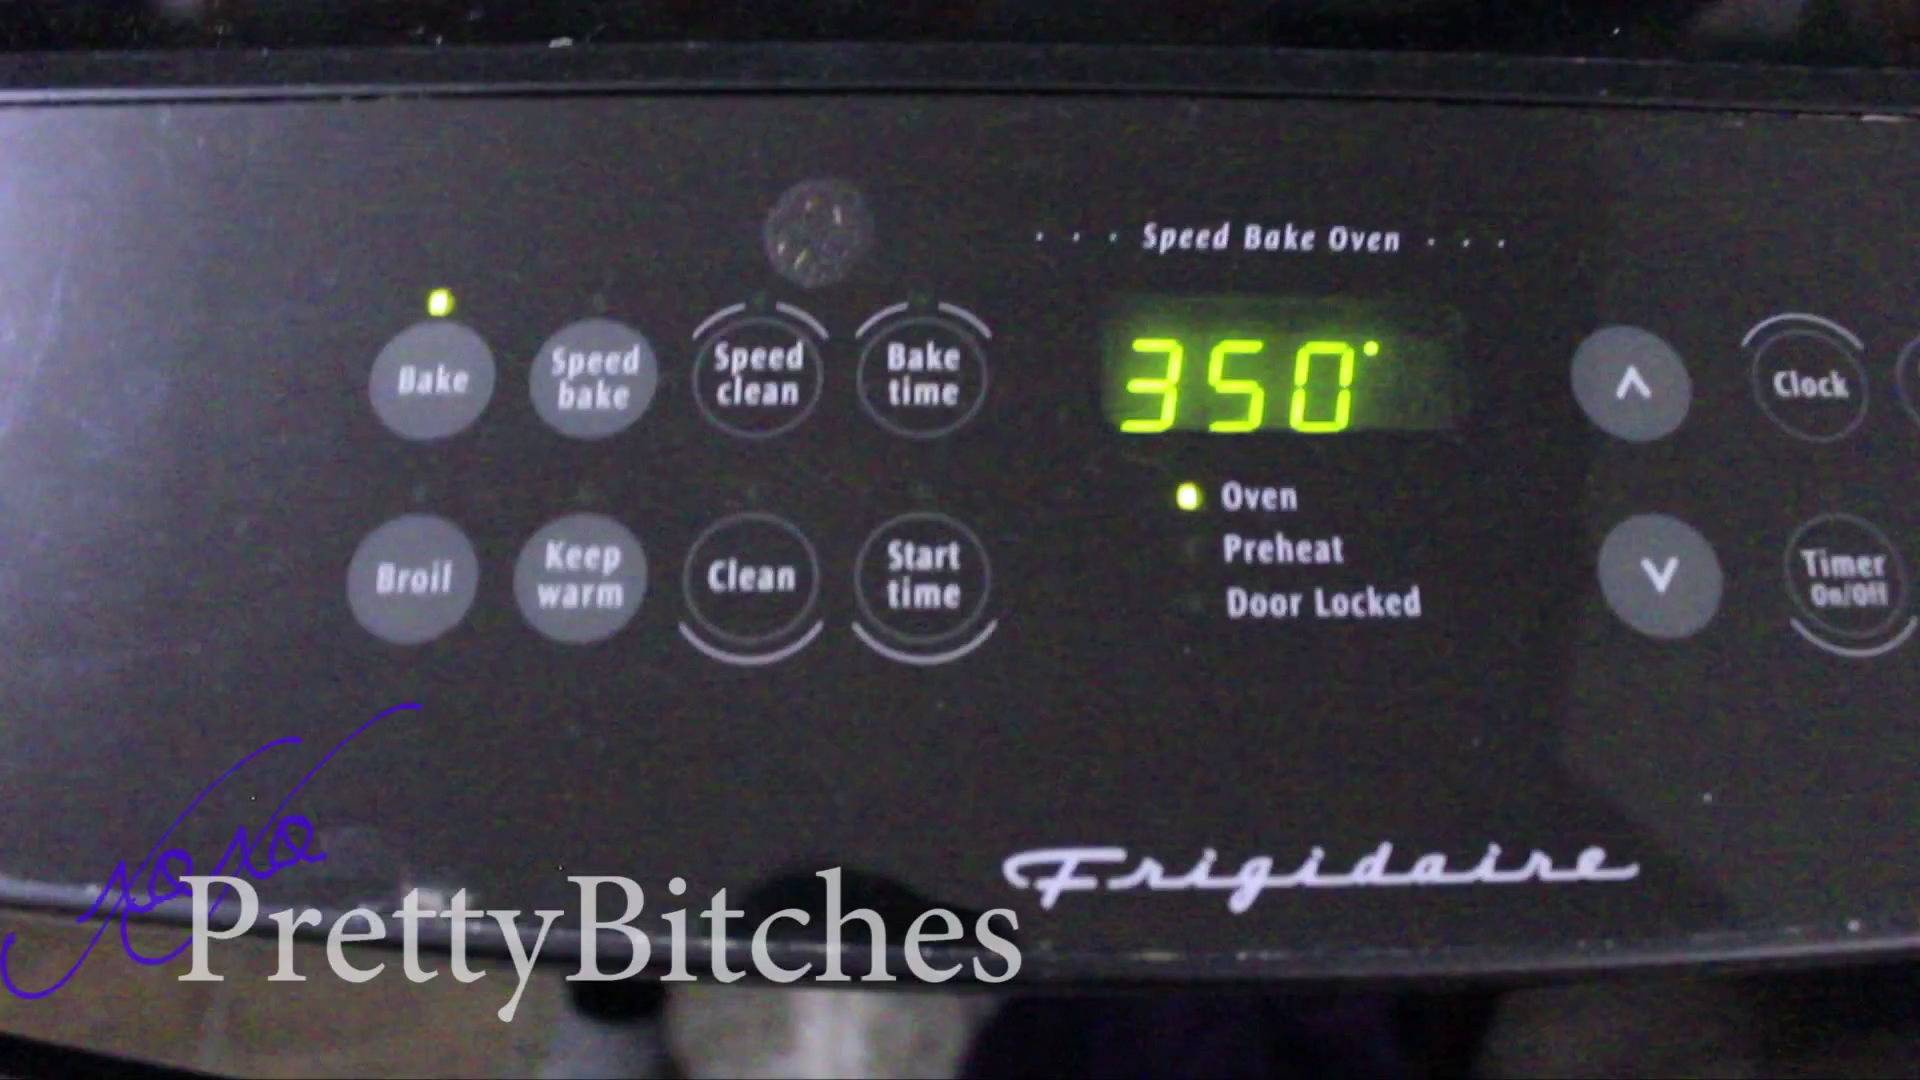 Speed Bake Oven
Bake
Speed
bake
Speed
clean
Bake
time
350°
Clock
Oven
Preheat
Door Locked
Broil
Keep
warm
Clean
Start
time
Timer
On/Off
Frigidaire
xoxo
PrettyBitches